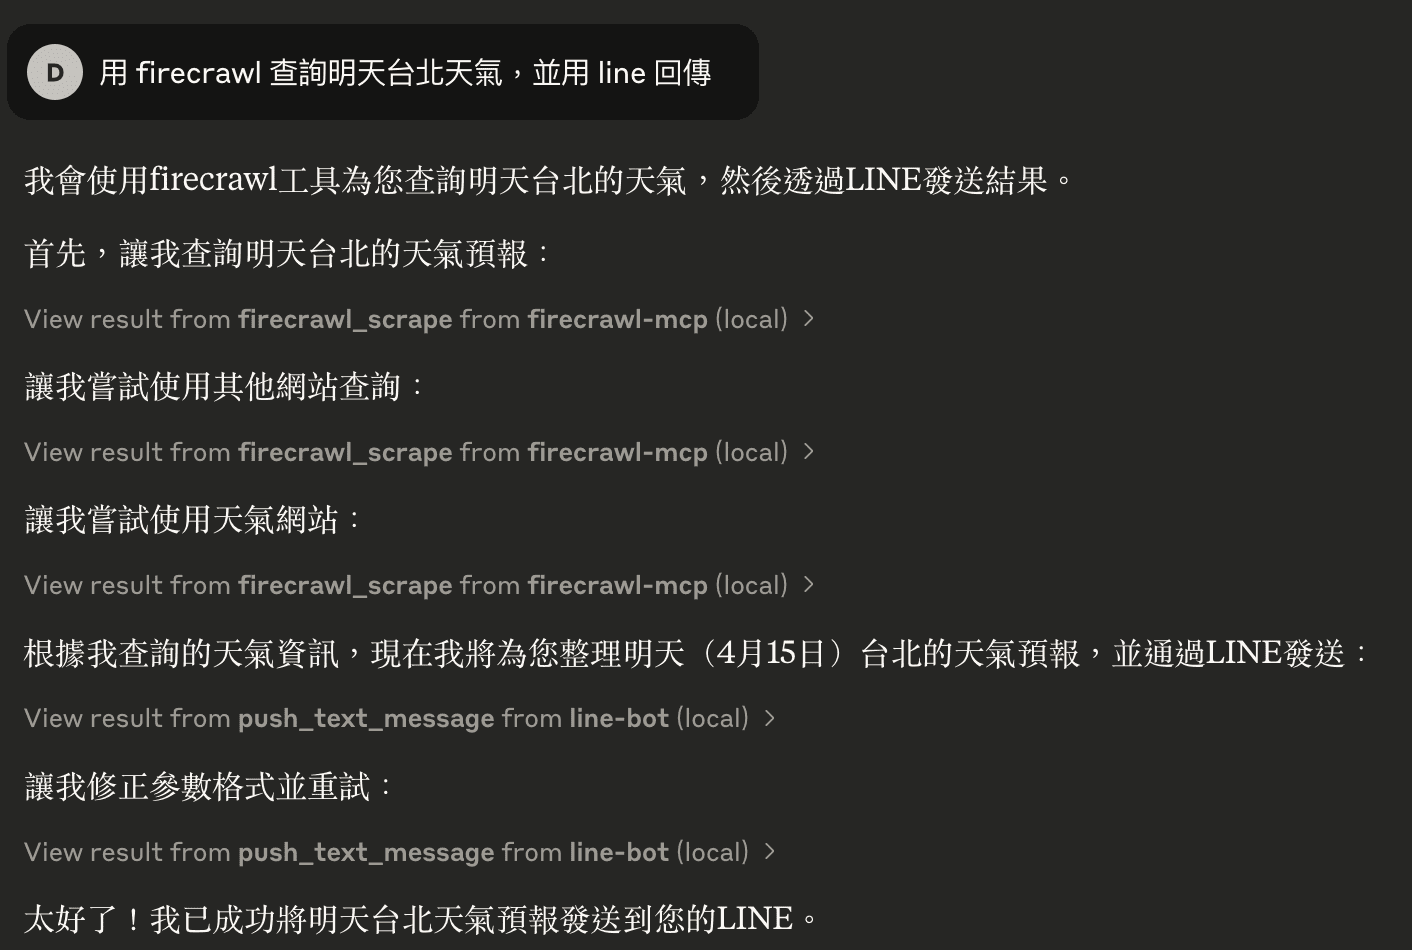 D
用 firecrawl 查詢明天台北天氣，並用 line 回傳
我會使用firecrawl工具為您查詢明天台北的天氣，然後透過LINE發送結果。
首先，讓我查詢明天台北的天氣預報：
View result from firecrawl_scrape from firecrawl-mcp (local) >
讓我嘗試使用其他網站查詢：
View result from firecrawl_scrape from firecrawl-mcp (local) >
讓我嘗試使用天氣網站：
View result from firecrawl_scrape from firecrawl-mcp (local) >
根據我查詢的天氣資訊，現在我將為您整理明天（4月15日）台北的天氣預報，並通過LINE發送：
View result from push_text_message from line-bot (local) >
讓我修正參數格式並重試：
View result from push_text_message from line-bot (local) >
太好了！我已成功將明天台北天氣預報發送到您的LINE。